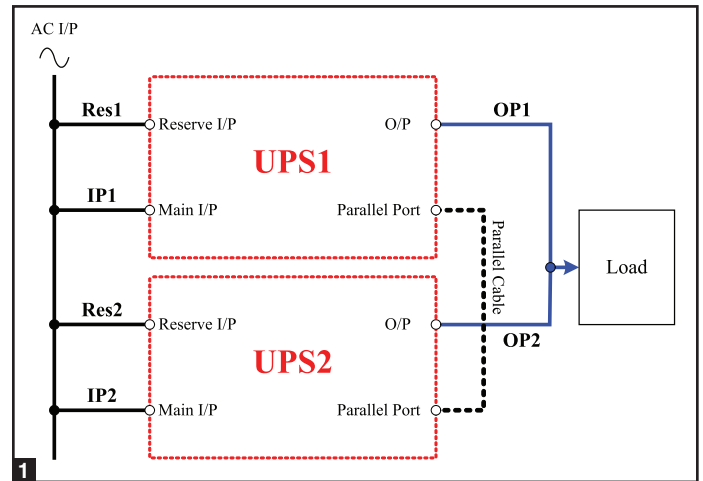 AC I/P
Res1
Reserve I/P
O/P
OP1
UPS1
IP1
Main I/P
Parallel Port
Parallel Cable
Load
Res2
Reserve I/P
O/P
OP2
UPS2
IP2
Main I/P
Parallel Port
1